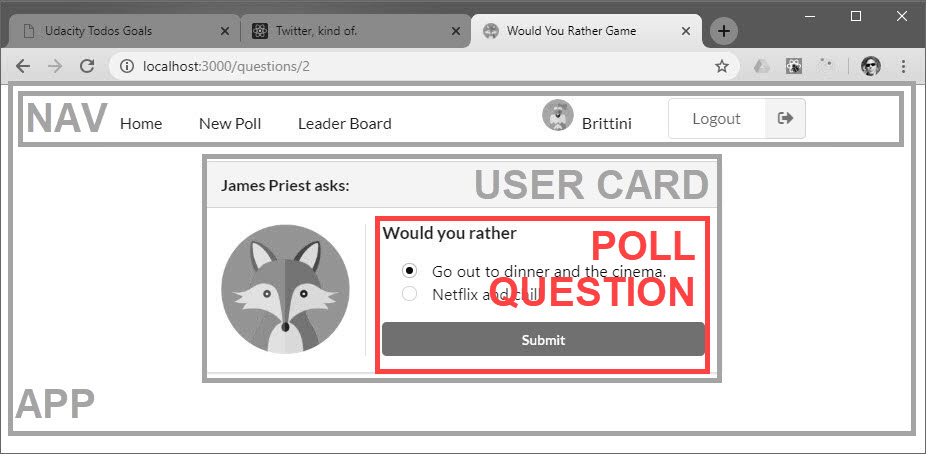 Udacity Todos Goals
Twitter, kind of.
Would You Rather Game
localhost:3000/questions/2
NAV
Home
New Poll
Leader Board
Brittini
Logout
James Priest asks:
USER CARD
Would you rather
POLL
Go out to dinner and the cinema.
QUESTION
Netflix and chill
Submit
APP